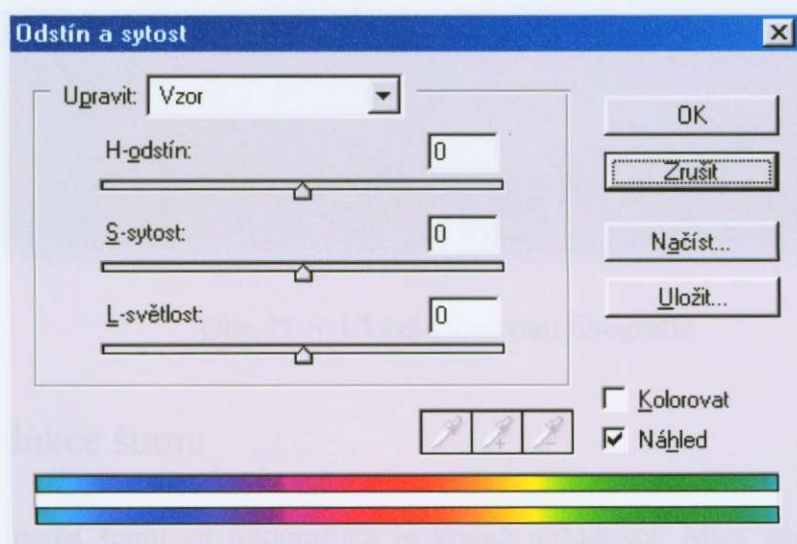 Odstín a sytost
Upravit: Vzor
H-odstín: 0
S-sytost: 0
L-světlost: 0
OK
Zrušit
Načíst...
Uložit...
Kolorovat
Náhled